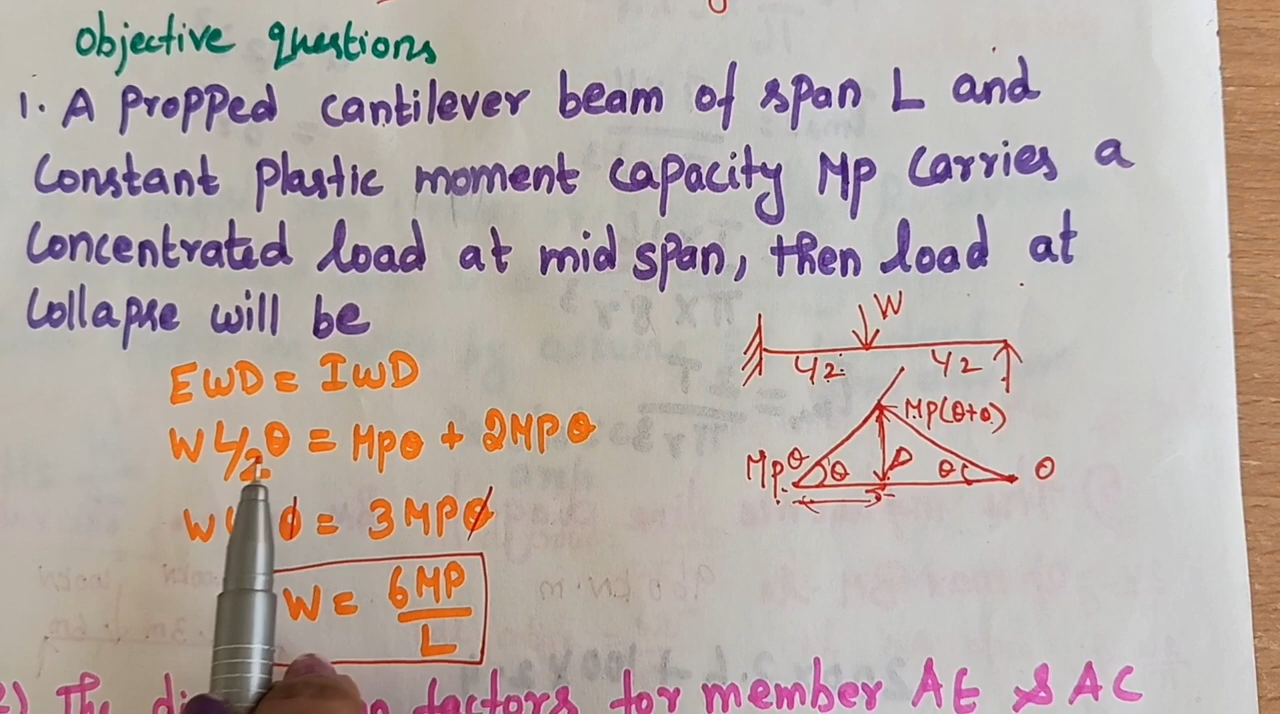 Objective questions
1. A propped cantilever beam of span L and
Constant plastic moment capacity Mp carries a
Concentrated load at mid span, then load at
Collapse will be
W
L/2 L/2
EWD = IWD
Mp(θ+θ)
W L/2 θ = Mpθ + 2MPθ
Mpθ θ Δ θ 0
W θ = 3MPθ
W = 6MP/L
The factors for member AE & AC